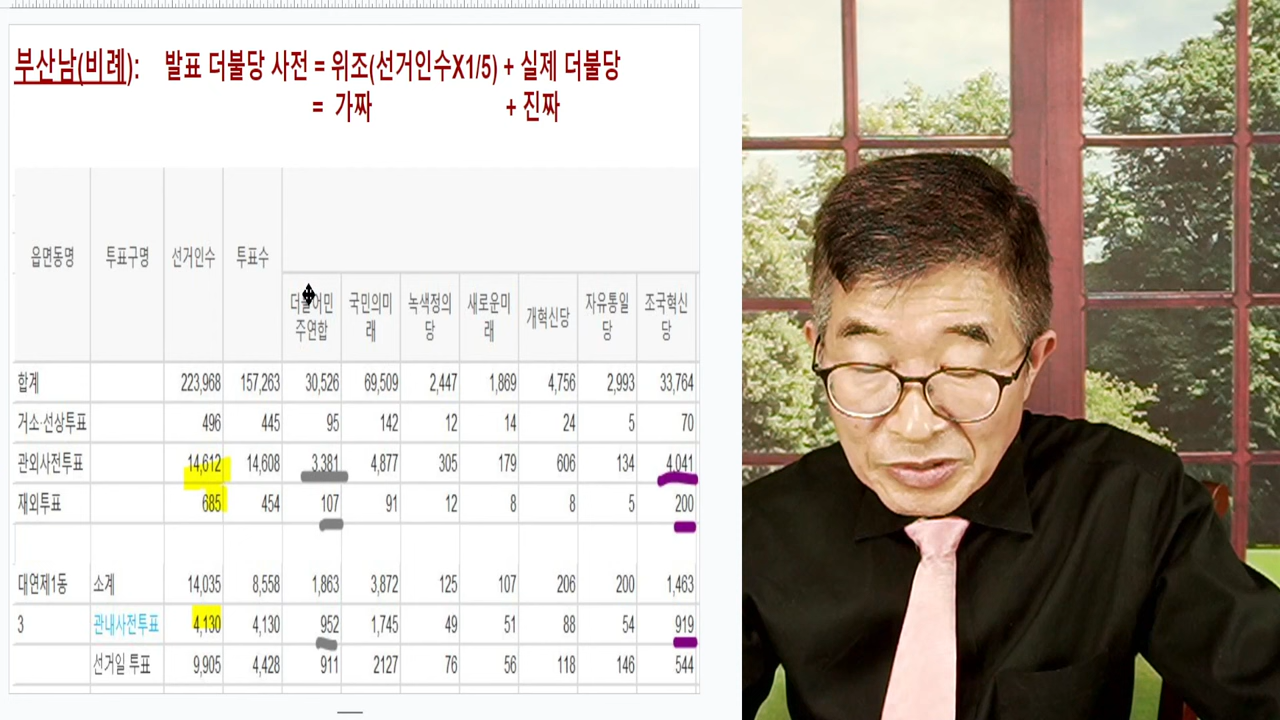 부산남(비례): 발표 더불당 사전 = 위조(선거인수X1/5) + 실제 더불당
= 가짜 + 진짜
읍면동명 투표구명 선거인수 투표수
더불어민주연합 국민의미래 녹색정의당 새로운미래 개혁신당 자유통일당 조국혁신당
합계 223,968 157,263 30,526 69,509 2,447 1,869 4,756 2,993 33,764
거소·선상투표 496 445 95 142 12 14 24 5 70
관외사전투표 14,612 14,608 3,381 4,877 305 179 606 134 4,041
재외투표 685 454 107 91 12 8 8 5 200
대연제1동 소계 14,035 8,558 1,863 3,872 125 107 206 200 1,463
3 관내사전투표 4,130 4,130 952 1,745 49 51 88 54 919
선거일 투표 9,905 4,428 911 2127 76 56 118 146 544